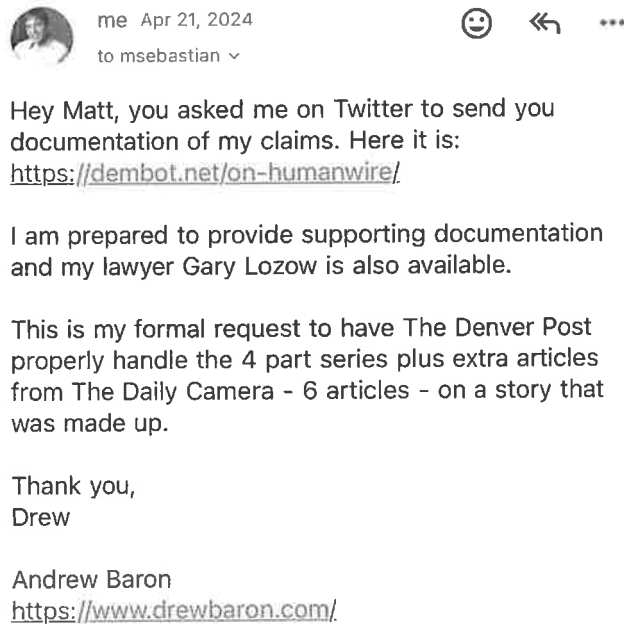 me Apr 21, 2024
to msebastian
Hey Matt, you asked me on Twitter to send you
documentation of my claims. Here it is:
https://dembot.net/on-humanwire/
I am prepared to provide supporting documentation
and my lawyer Gary Lozow is also available.
This is my formal request to have The Denver Post
properly handle the 4 part series plus extra articles
from The Daily Camera - 6 articles - on a story that
was made up.
Thank you,
Drew
Andrew Baron
https://www.drewbaron.com/